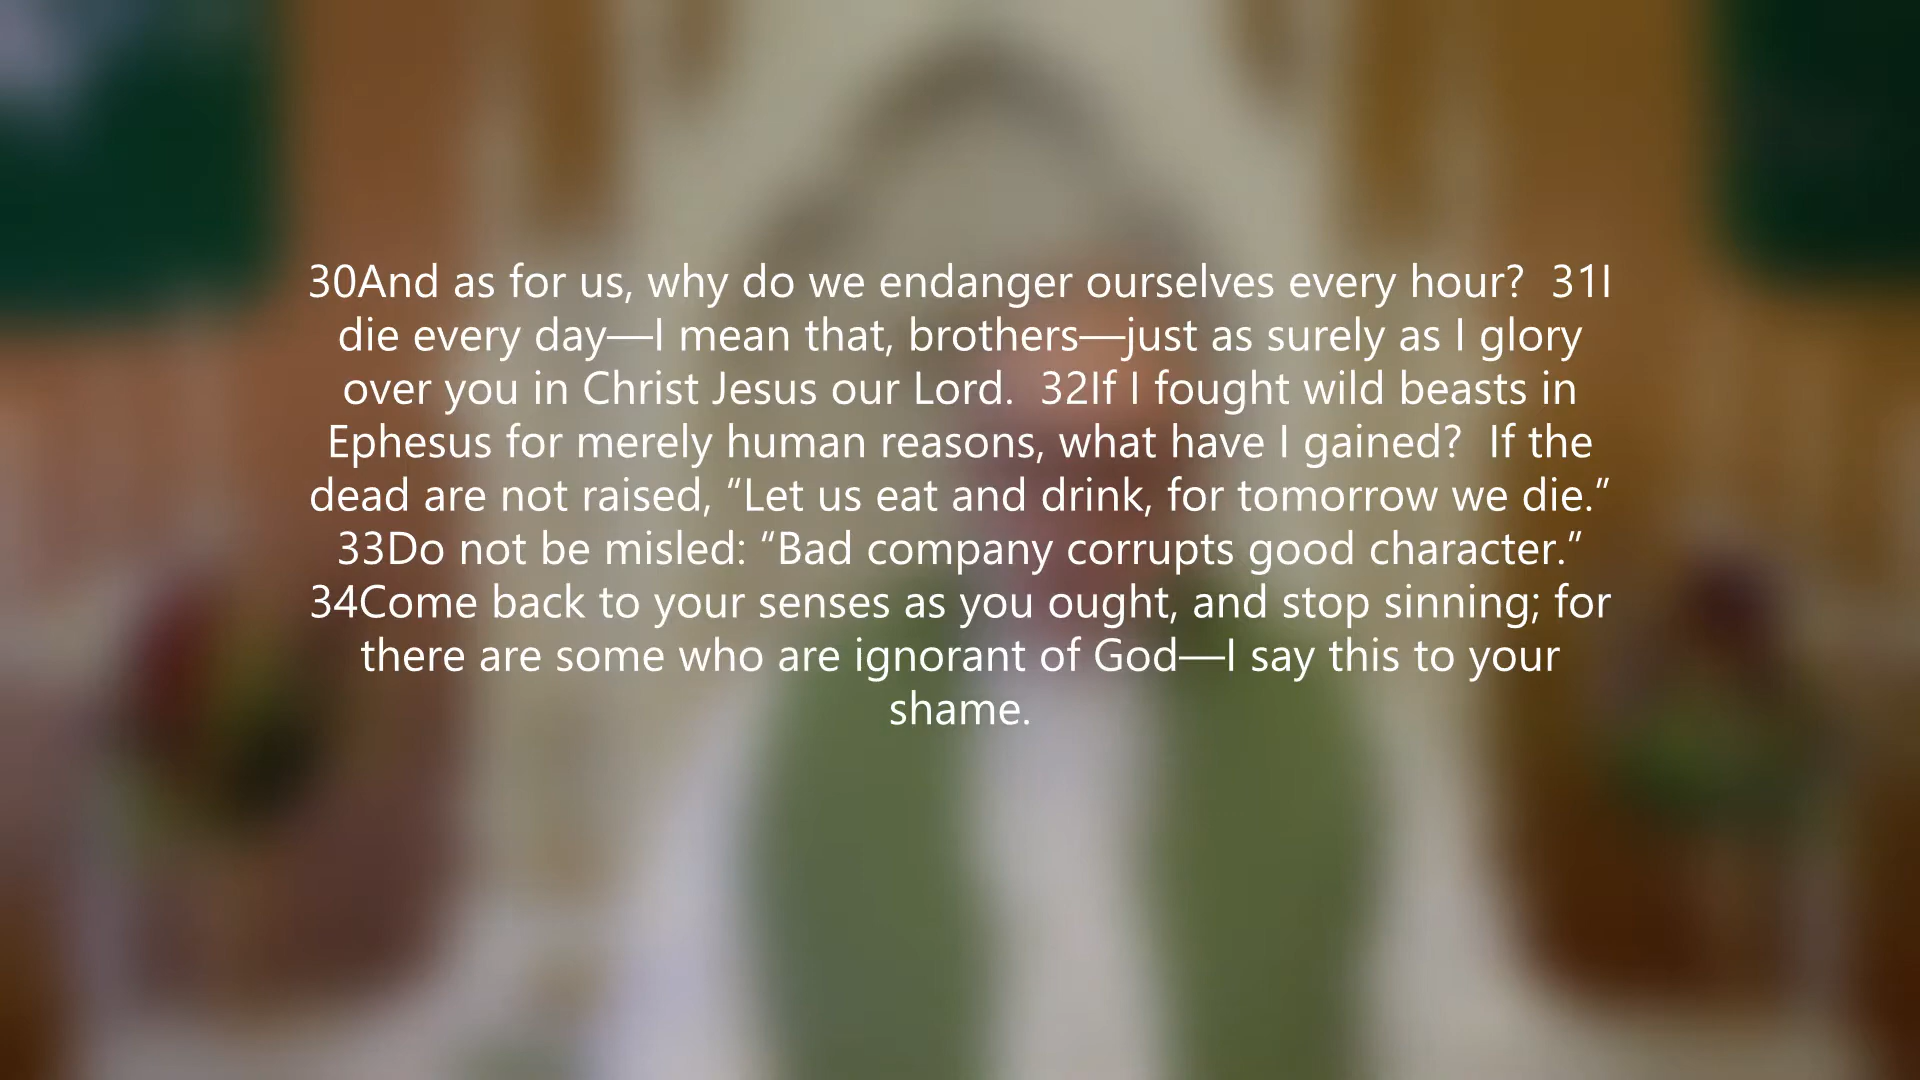 30And as for us, why do we endanger ourselves every hour?  31I
die every day—I mean that, brothers—just as surely as I glory
over you in Christ Jesus our Lord.  32If I fought wild beasts in
Ephesus for merely human reasons, what have I gained?  If the
dead are not raised, “Let us eat and drink, for tomorrow we die.”
33Do not be misled: “Bad company corrupts good character.”
34Come back to your senses as you ought, and stop sinning; for
there are some who are ignorant of God—I say this to your
shame.